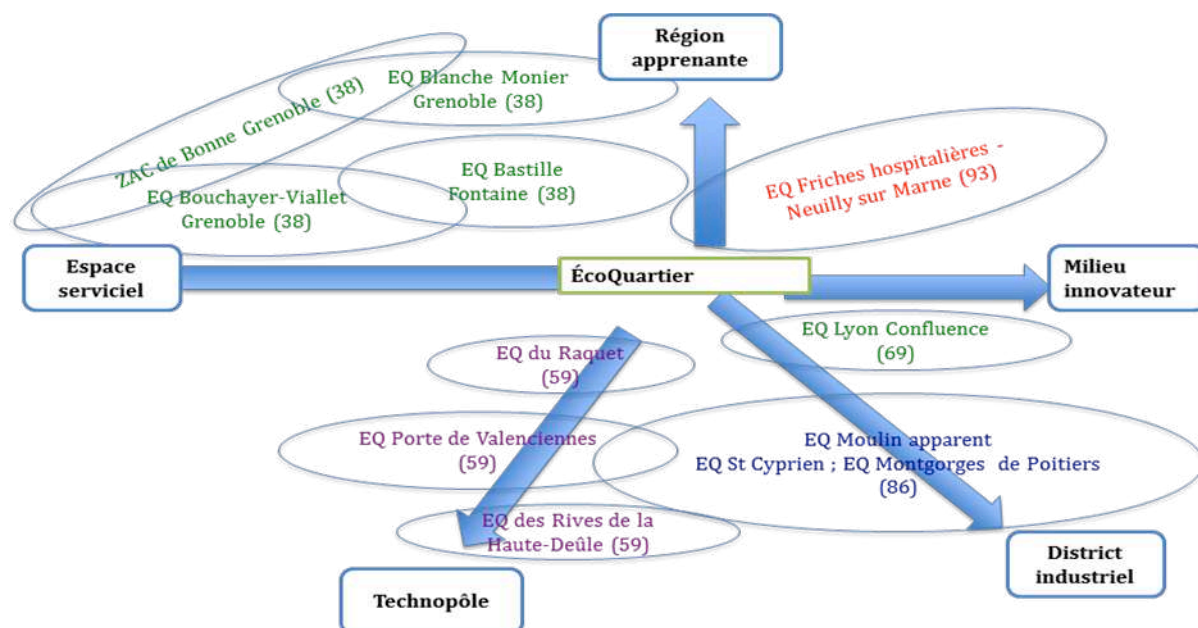 Région
apprenante
EQ Blanche Monier
Grenoble (38)
ZAC de Bonne Grenoble (38)
EQ Bastille
Fontaine (38)
EQ Bouchayer-Viallet
Grenoble (38)
EQ Friches hospitalières -
Neuilly sur Marne (93)
Espace
serviciel
ÉcoQuartier
Milieu
innovateur
EQ Lyon Confluence
(69)
EQ du Raquet
(59)
EQ Porte de Valenciennes
(59)
EQ Moulin apparent
EQ St Cyprien ; EQ Montgorges de Poitiers
(86)
EQ des Rives de la
Haute-Deûle (59)
District
industriel
Technopôle